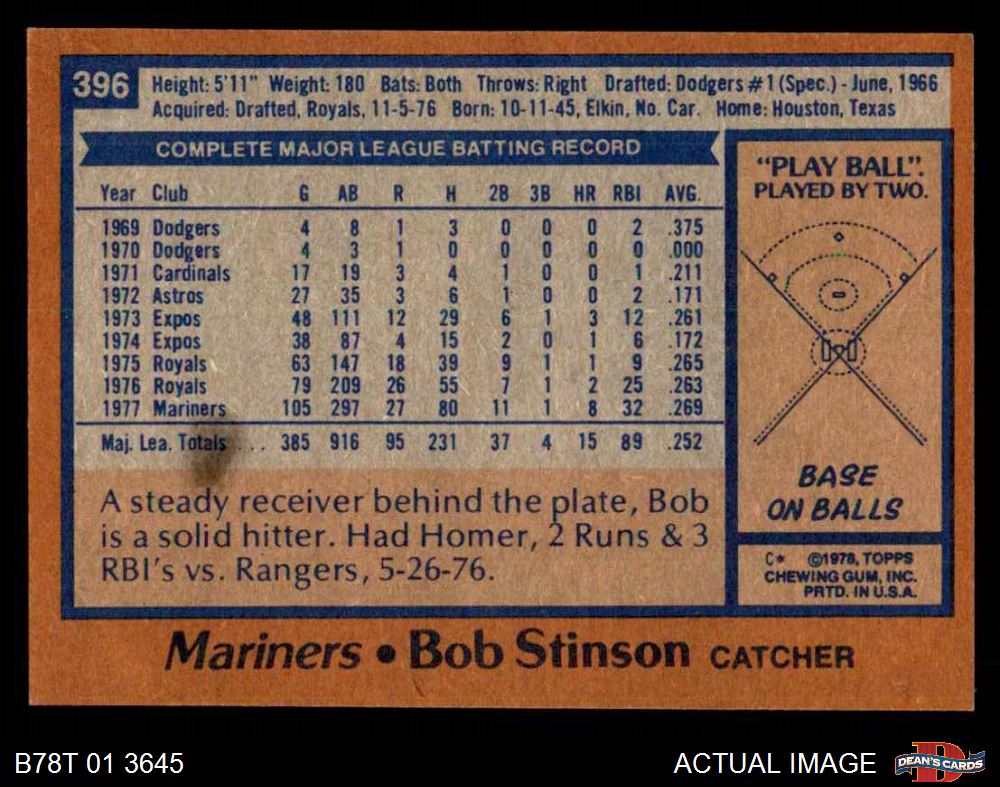 396
Height: 5'11" Weight: 180 Bats: Both Throws: Right Drafted: Dodgers #1 (Spec.) - June, 1966
Acquired: Drafted, Royals, 11-5-76 Born: 10-11-45, Elkin, No. Car. Home: Houston, Texas
COMPLETE MAJOR LEAGUE BATTING RECORD
Year Club G AB R H 2B 3B HR RBI AVG.
1969 Dodgers 4 8 1 3 0 0 0 2 .375
1970 Dodgers 4 3 1 0 0 0 0 0 .000
1971 Cardinals 17 19 3 4 1 0 0 1 .211
1972 Astros 27 35 3 6 1 0 0 2 .171
1973 Expos 48 111 12 29 6 1 3 12 .261
1974 Expos 38 87 4 15 2 0 1 6 .172
1975 Royals 63 147 18 39 9 1 1 9 .265
1976 Royals 79 209 26 55 7 1 2 25 .263
1977 Mariners 105 297 27 80 11 1 8 32 .269
Maj. Lea. Totals . . . 385 916 95 231 37 4 15 89 .252
A steady receiver behind the plate, Bob
is a solid hitter. Had Homer, 2 Runs & 3
RBI's vs. Rangers, 5-26-76.
"PLAY BALL".
PLAYED BY TWO.
BASE
ON BALLS
C* ©1978, TOPPS
CHEWING GUM, INC.
PRTD. IN U.S.A.
Mariners • Bob Stinson CATCHER
B78T 01 3645
ACTUAL IMAGE
DEAN'S CARDS